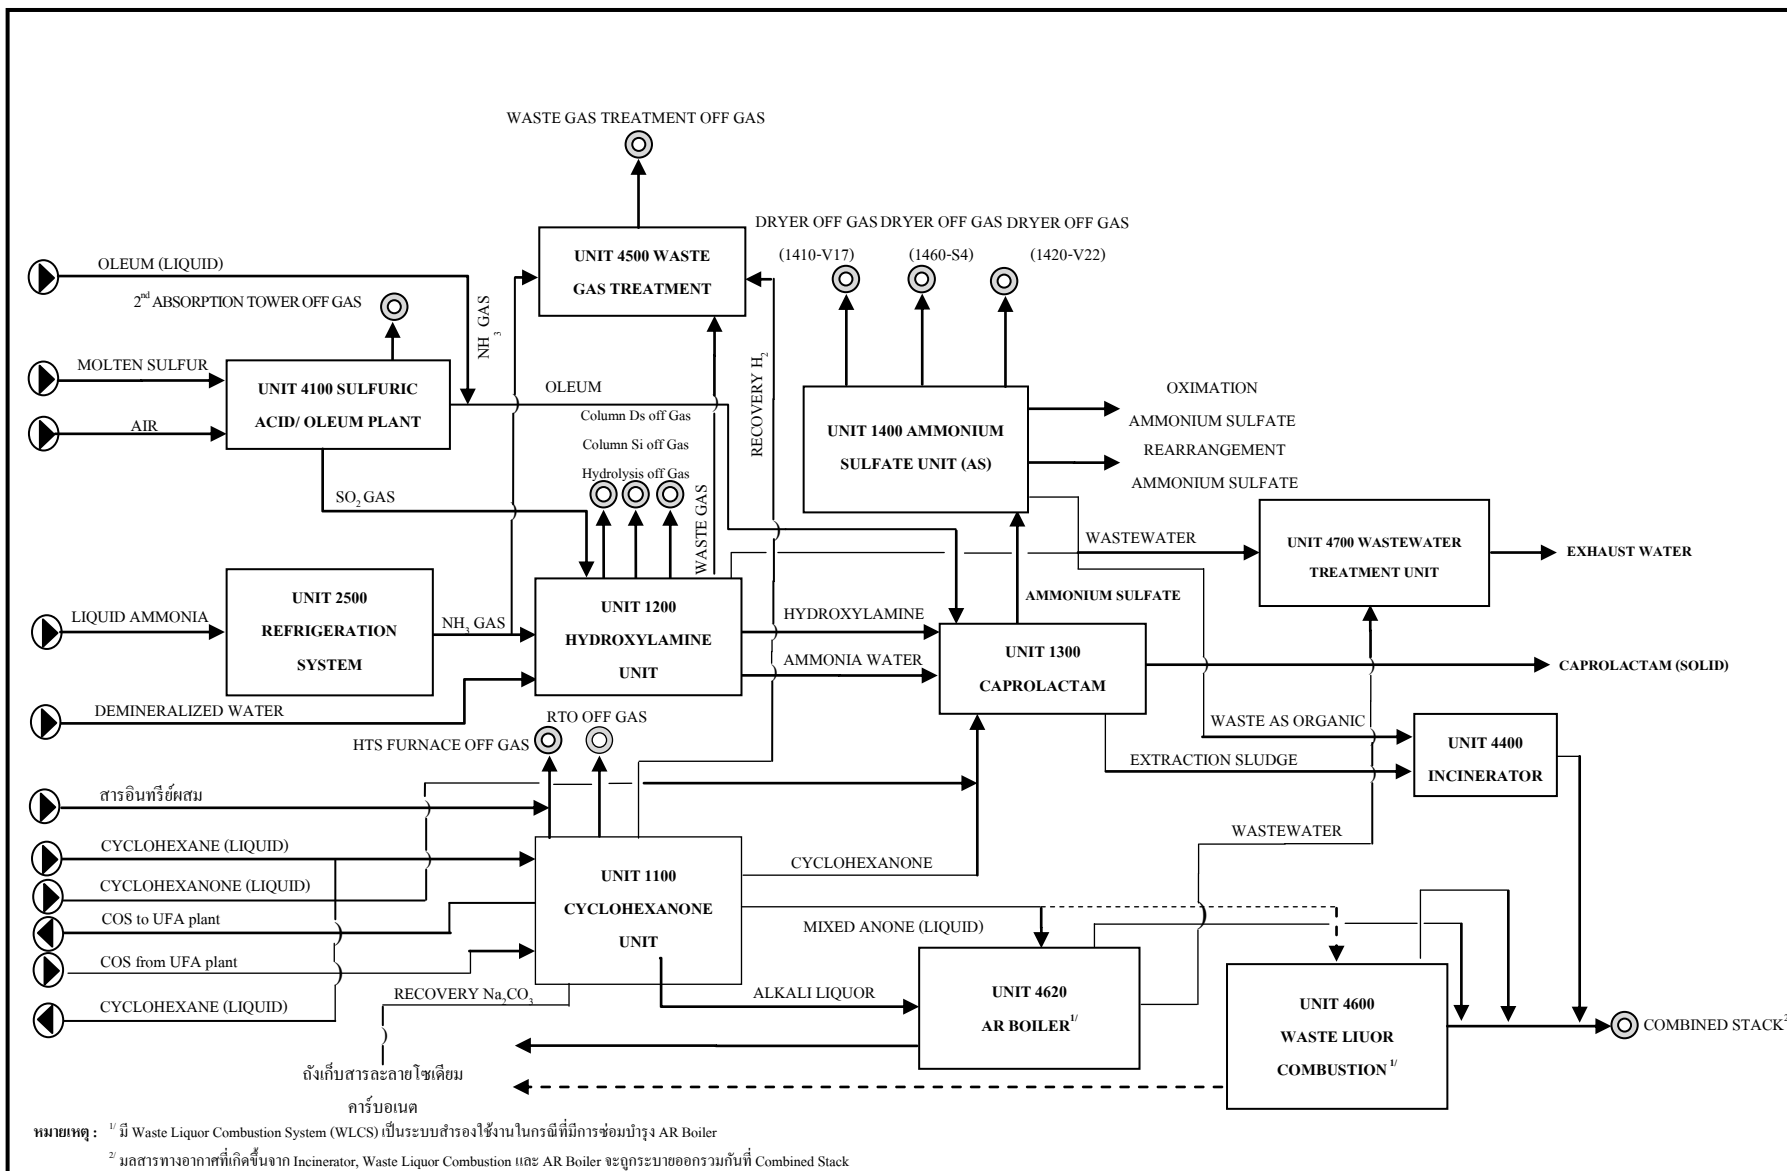 WASTE GAS TREATMENT OFF GAS
DRYER OFF GAS DRYER OFF GAS DRYER OFF GAS
(1410-V17) (1460-S4) (1420-V22)
UNIT 4500 WASTE
GAS TREATMENT
OLEUM (LIQUID)
2nd ABSORPTION TOWER OFF GAS
NH3 GAS
MOLTEN SULFUR
UNIT 4100 SULFURIC
ACID/ OLEUM PLANT
AIR
OLEUM
Column Ds off Gas
Column Si off Gas
Hydrolysis off Gas
RECOVERY H2
WASTE GAS
UNIT 1400 AMMONIUM
SULFATE UNIT (AS)
OXIMATION
AMMONIUM SULFATE
REARRANGEMENT
AMMONIUM SULFATE
SO2 GAS
WASTEWATER
UNIT 4700 WASTEWATER
TREATMENT UNIT
EXHAUST WATER
LIQUID AMMONIA
UNIT 2500
REFRIGERATION
SYSTEM
NH3 GAS
UNIT 1200
HYDROXYLAMINE
UNIT
HYDROXYLAMINE
AMMONIUM SULFATE
AMMONIA WATER
UNIT 1300
CAPROLACTAM
CAPROLACTAM (SOLID)
DEMINERALIZED WATER
RTO OFF GAS
HTS FURNACE OFF GAS
WASTE AS ORGANIC
EXTRACTION SLUDGE
UNIT 4400
INCINERATOR
สารอินทรีย์ผสม
CYCLOHEXANE (LIQUID)
CYCLOHEXANONE (LIQUID)
COS to UFA plant
COS from UFA plant
CYCLOHEXANE (LIQUID)
UNIT 1100
CYCLOHEXANONE
UNIT
CYCLOHEXANONE
WASTEWATER
MIXED ANONE (LIQUID)
RECOVERY Na2CO3
ALKALI LIQUOR
UNIT 4620
AR BOILER1/
UNIT 4600
WASTE LIUOR
COMBUSTION 1/
COMBINED STACK2
ถังเก็บสารละลายโซเดียม
คาร์บอเนต
หมายเหตุ : 1/ มี Waste Liquor Combustion System (WLCS) เป็นระบบสำรองใช้งานในกรณีที่มีการซ่อมบำรุง AR Boiler
2/ มลสารทางอากาศที่เกิดขึ้นจาก Incinerator, Waste Liquor Combustion และ AR Boiler จะถูกระบายออกรวมกันที่ Combined Stack